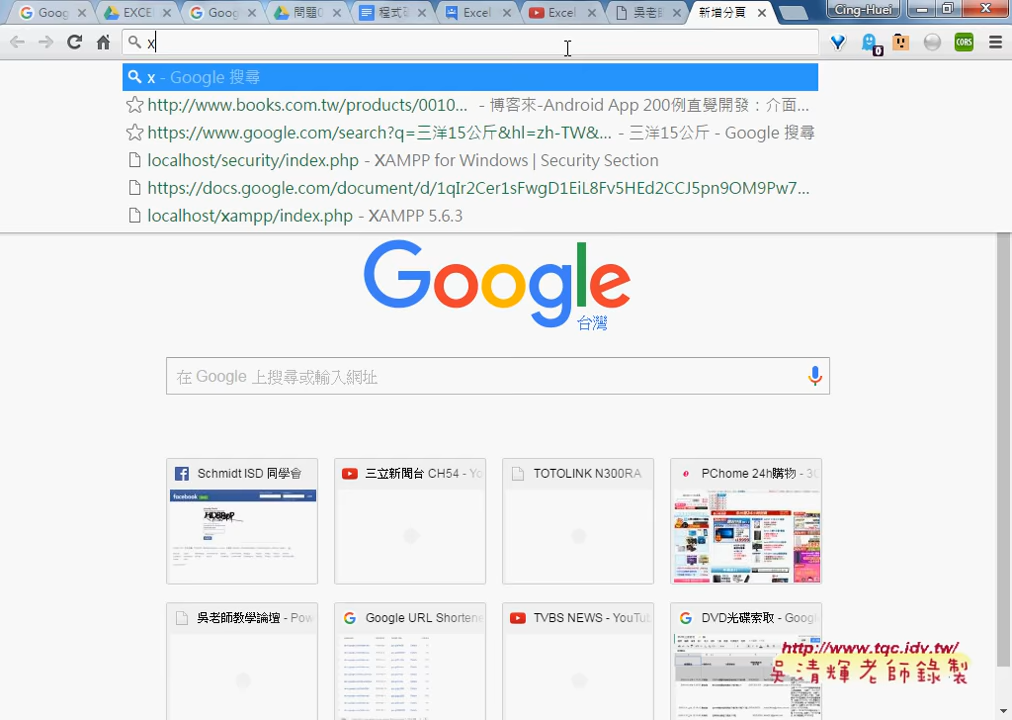 Goog
EXCE
Goog
問題
程式
Excel
Excel
吳老
新增分頁
Cing-Huei
x
CORS
0
x - Google 搜尋
http://www.books.com.tw/products/0010... - 博客來-Android App 200例直覺開發：介面...
https://www.google.com/search?q=三洋15公斤&hl=zh-TW&... - 三洋15公斤 - Google 搜尋
localhost/security/index.php - XAMPP for Windows | Security Section
https://docs.google.com/document/d/1qIr2Cer1sFwgD1EiL8Fv5HEd2CCJ5pn9OM9Pw7...
localhost/xampp/index.php - XAMPP 5.6.3
Google
台灣
在 Google 上搜尋或輸入網址
Schmidt ISD 同學會
三立新聞台 CH54 - Yo
TOTOLINK N300RA
PChome 24h購物 - 3C
facebook
吳老師教學論壇 - Pow
Google URL Shortene
TVBS NEWS - YouTub
DVD光碟索取 - Googl
http://www.tqc.idv.tw/
吳清輝老師錄製